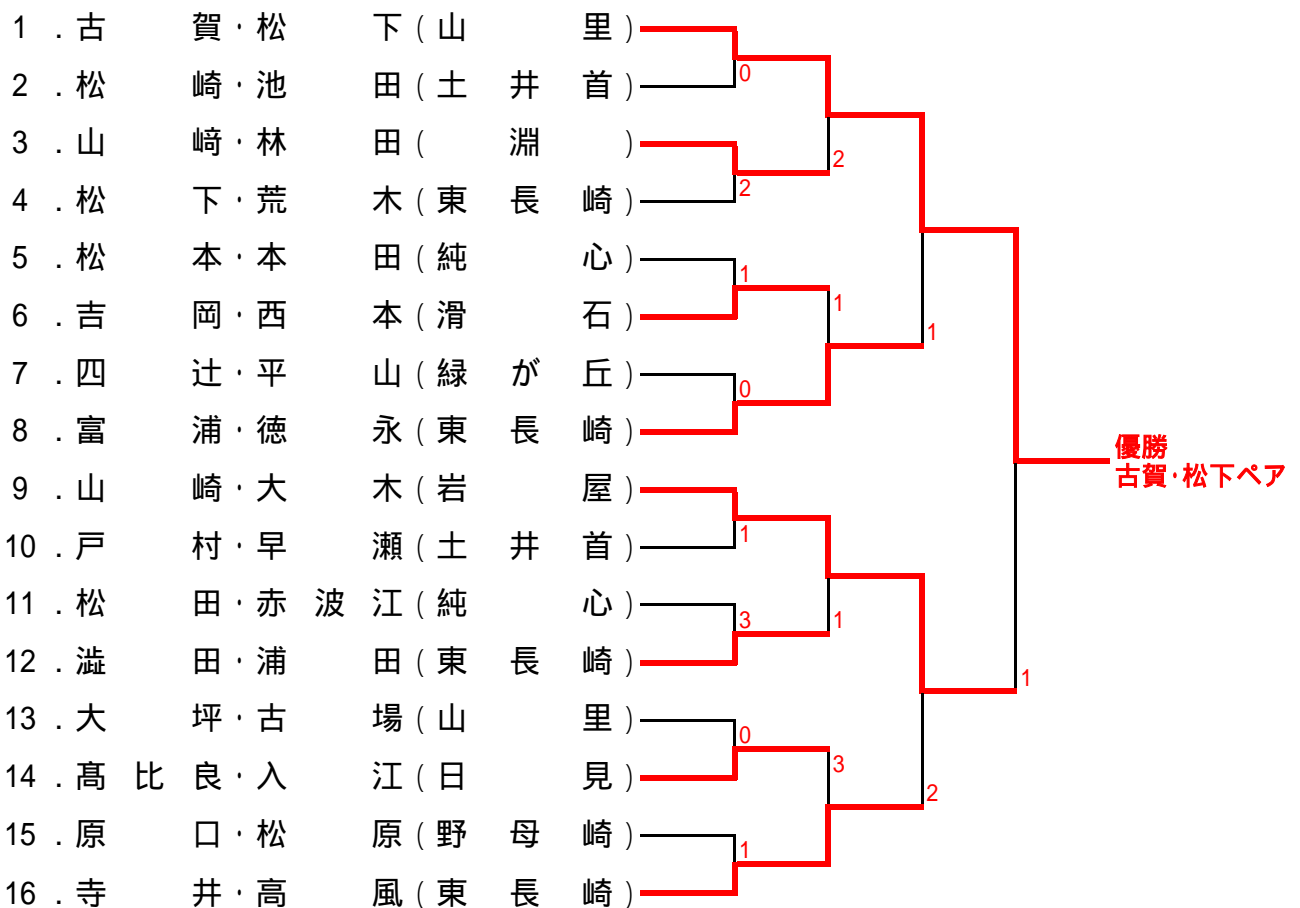 1 .古 賀・松 下(山 里)
0
2 .松 崎・池 田(土 井 首)
3 .山 﨑・林 田( 淵 )
2
2
4 .松 下・荒 木(東 長 崎)
5 .松 本・本 田(純 心)
1
1
6 .吉 岡・西 本(滑 石)
1
7 .四 辻・平 山(緑 が 丘)
0
8 .富 浦・徳 永(東 長 崎)
優勝
古賀・松下ペア
9 .山 崎・大 木(岩 屋)
1
10 .戸 村・早 瀬(土 井 首)
11 .松 田・赤 波 江(純 心)
3
1
12 .澁 田・浦 田(東 長 崎)
1
13 .大 坪・古 場(山 里)
0
3
14 .髙 比 良・入 江(日 見)
2
15 .原 口・松 原(野 母 崎)
1
16 .寺 井・高 風(東 長 崎)